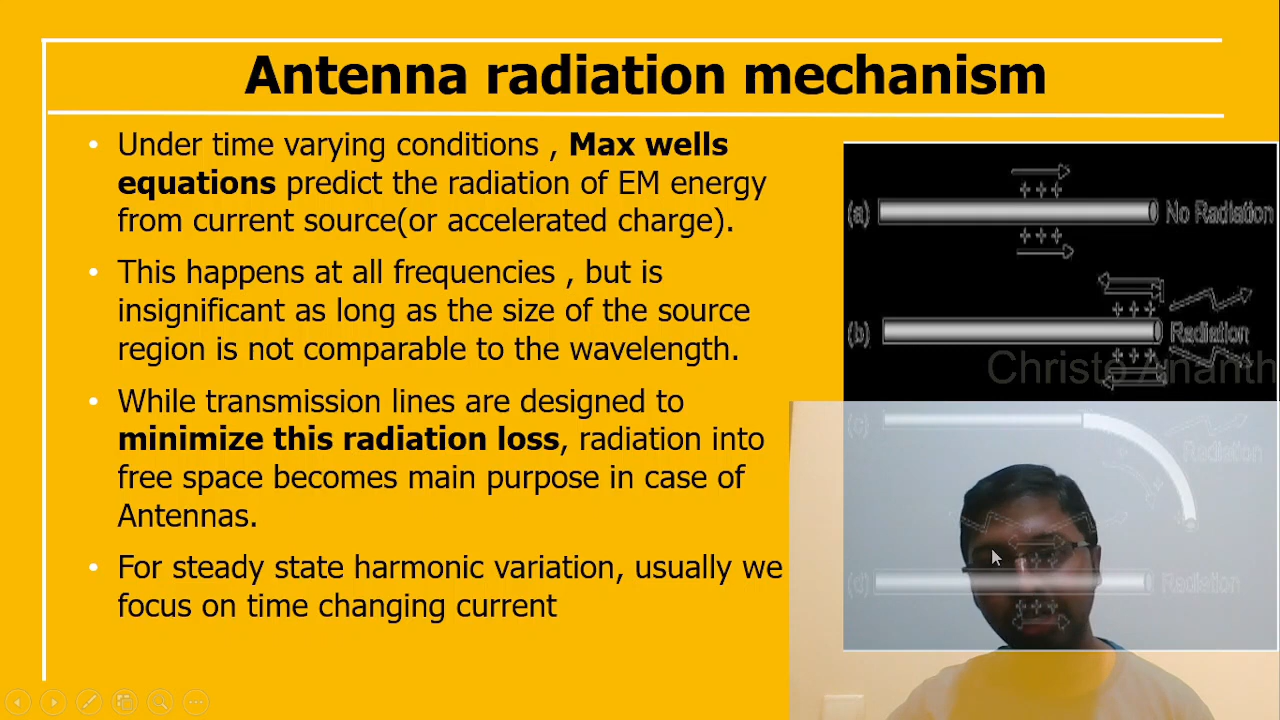 Antenna radiation mechanism
• Under time varying conditions , Max wells
equations predict the radiation of EM energy
from current source(or accelerated charge).
• This happens at all frequencies , but is
insignificant as long as the size of the source
region is not comparable to the wavelength.
• While transmission lines are designed to
minimize this radiation loss, radiation into
free space becomes main purpose in case of
Antennas.
• For steady state harmonic variation, usually we
focus on time changing current
+ + +
(a) No Radiation
+ + +
+ + +
(b) Radiation
+ + +
Christo Ananth
(c)
Radiation
+ + +
(d) Radiation
+ + +